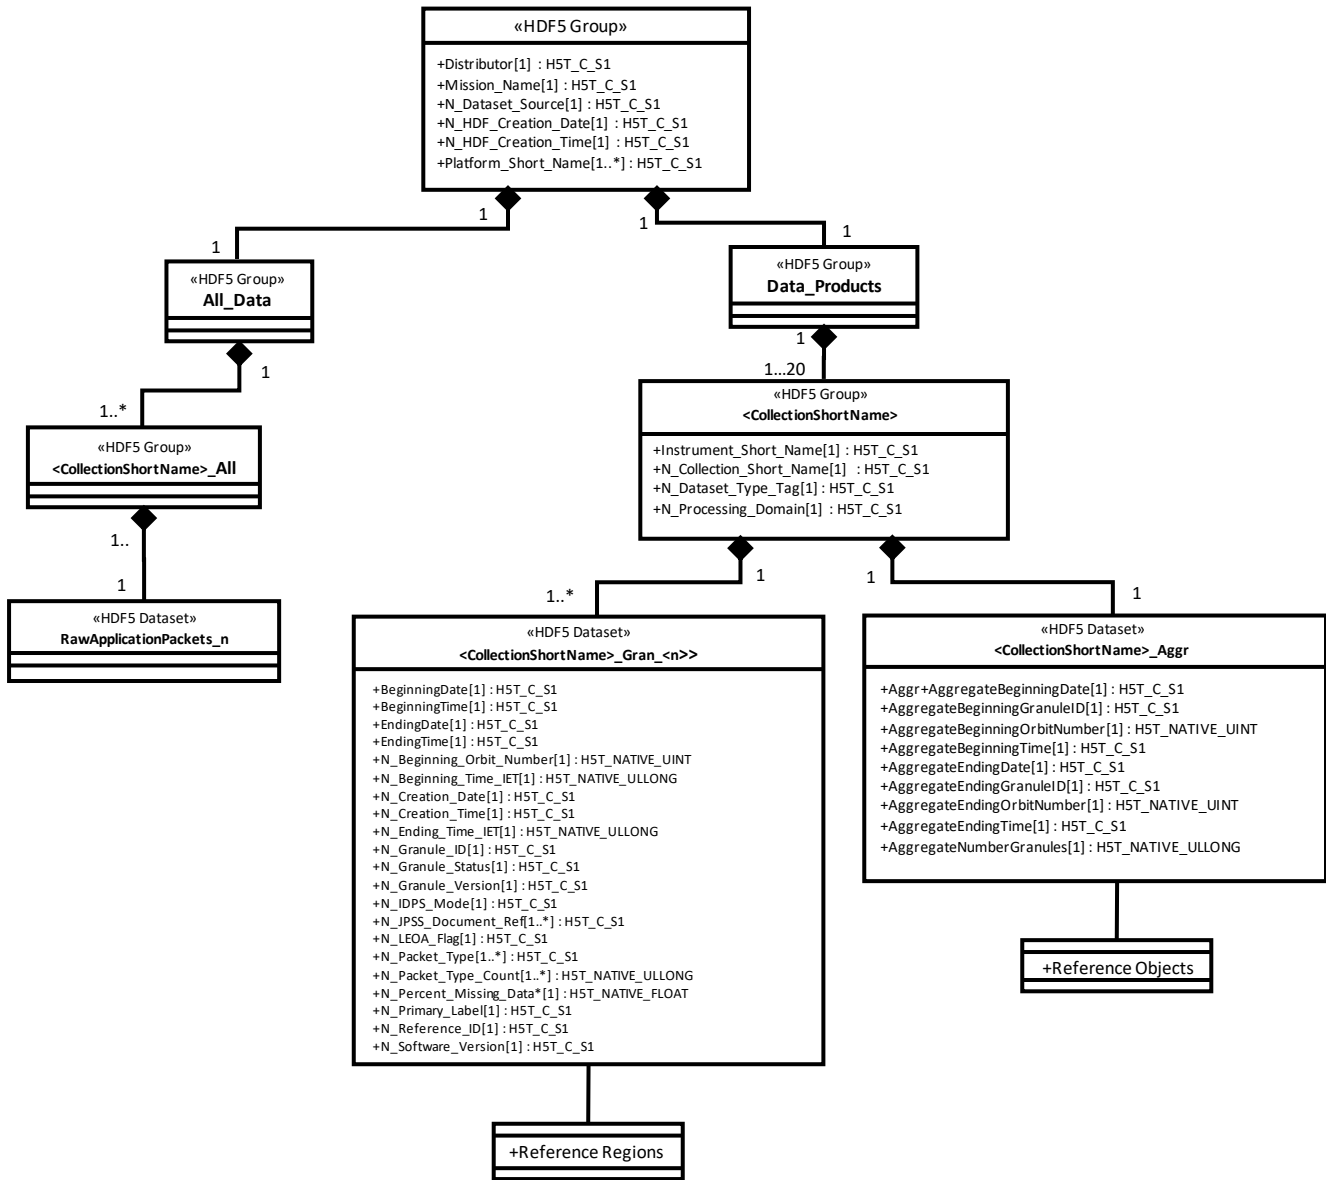 «HDF5 Group»
+Distributor[1] : H5T_C_S1
+Mission_Name[1] : H5T_C_S1
+N_Dataset_Source[1] : H5T_C_S1
+N_HDF_Creation_Date[1] : H5T_C_S1
+N_HDF_Creation_Time[1] : H5T_C_S1
+Platform_Short_Name[1..*] : H5T_C_S1
1
1
1
1
«HDF5 Group»
All_Data
1
1..*
«HDF5 Group»
<CollectionShortName>_All
1..
1
«HDF5 Dataset»
RawApplicationPackets_n
«HDF5 Group»
Data_Products
1
1...20
«HDF5 Group»
<CollectionShortName>
+Instrument_Short_Name[1] : H5T_C_S1
+N_Collection_Short_Name[1] : H5T_C_S1
+N_Dataset_Type_Tag[1] : H5T_C_S1
+N_Processing_Domain[1] : H5T_C_S1
1
1..*
1
1
«HDF5 Dataset»
<CollectionShortName>_Gran_<n>>
+BeginningDate[1] : H5T_C_S1
+BeginningTime[1] : H5T_C_S1
+EndingDate[1] : H5T_C_S1
+EndingTime[1] : H5T_C_S1
+N_Beginning_Orbit_Number[1] : H5T_NATIVE_UINT
+N_Beginning_Time_IET[1] : H5T_NATIVE_ULLONG
+N_Creation_Date[1] : H5T_C_S1
+N_Creation_Time[1] : H5T_C_S1
+N_Ending_Time_IET[1] : H5T_NATIVE_ULLONG
+N_Granule_ID[1] : H5T_C_S1
+N_Granule_Status[1] : H5T_C_S1
+N_Granule_Version[1] : H5T_C_S1
+N_IDPS_Mode[1] : H5T_C_S1
+N_JPSS_Document_Ref[1..*] : H5T_C_S1
+N_LEOA_Flag[1] : H5T_C_S1
+N_Packet_Type[1..*] : H5T_C_S1
+N_Packet_Type_Count[1..*] : H5T_NATIVE_ULLONG
+N_Percent_Missing_Data*[1] : H5T_NATIVE_FLOAT
+N_Primary_Label[1] : H5T_C_S1
+N_Reference_ID[1] : H5T_C_S1
+N_Software_Version[1] : H5T_C_S1
+Reference Regions
«HDF5 Dataset»
<CollectionShortName>_Aggr
+Aggr+AggregateBeginningDate[1] : H5T_C_S1
+AggregateBeginningGranuleID[1] : H5T_C_S1
+AggregateBeginningOrbitNumber[1] : H5T_NATIVE_UINT
+AggregateBeginningTime[1] : H5T_C_S1
+AggregateEndingDate[1] : H5T_C_S1
+AggregateEndingGranuleID[1] : H5T_C_S1
+AggregateEndingOrbitNumber[1] : H5T_NATIVE_UINT
+AggregateEndingTime[1] : H5T_C_S1
+AggregateNumberGranules[1] : H5T_NATIVE_ULLONG
+Reference Objects